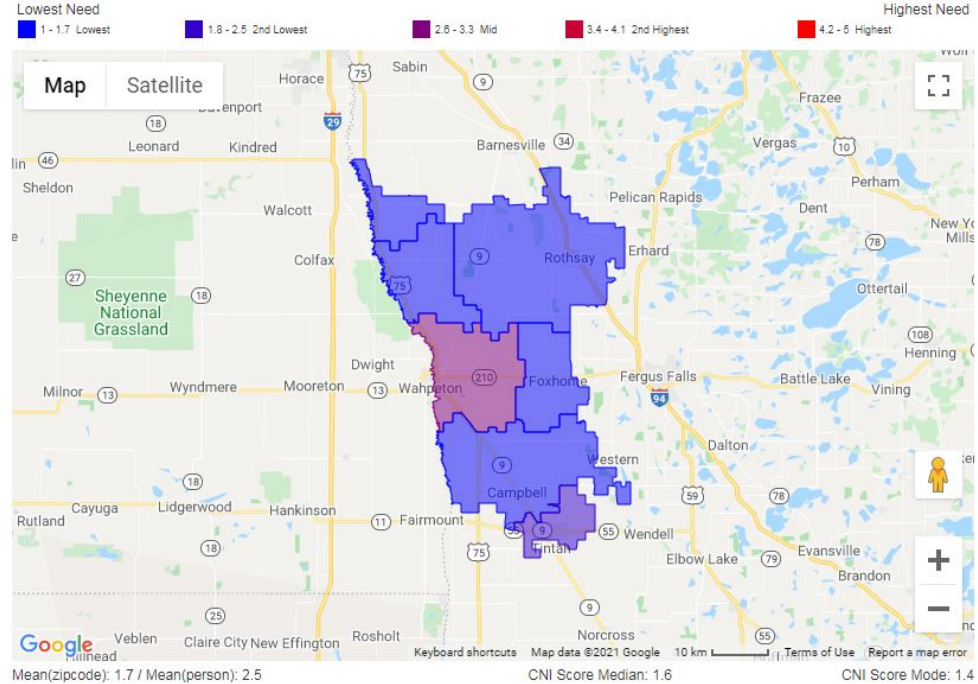 Lowest Need Highest Need
1 - 1.7 Lowest 1.8 - 2.5 2nd Lowest 2.6 - 3.3 Mid 3.4 - 4.1 2nd Highest 4.2 - 5 Highest
Map Satellite
Horace 75 Sabin 9
29
18
Frazee
Leonard Kindred Barnesville 34 Vergas 10
46
Sheldon Perham
Walcott Pelican Rapids Dent New York
Mills
Colfax 9 Rothsay Erhard 78
27 18 75 Ottertail
Sheyenne
National
Grassland
108
Henning
Dwight
Milnor 13 Wyndmere Mooreton 13 Wahpeton 210 Foxhome Fergus Falls Battle Lake Vining
94
Dalton
9 Western
18 Campbell 59 78
Cayuga Lidgerwood Hankinson
Rutland 11 Fairmount 55 9 55 Wendell
18 75 Tintah Elbow Lake 79 Evansville
Brandon
25 9
Norcross 55
Veblen Claire City New Effington Rosholt
Google Keyboard shortcuts Map data ©2021 Google 10 km Terms of Use Report a map error
Mean(zipcode): 1.7 / Mean(person): 2.5 CNI Score Median: 1.6 CNI Score Mode: 1.4